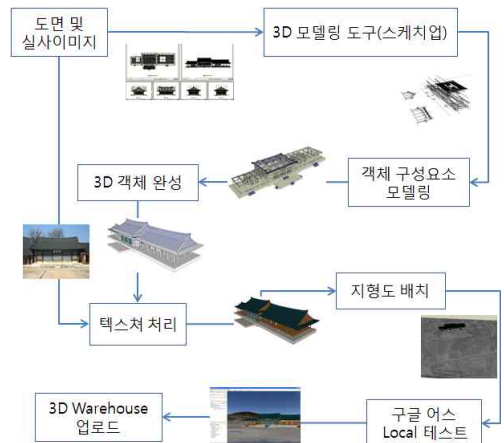 도면 및
실사이미지
3D 모델링 도구(스케치업)
객체 구성요소
모델링
3D 객체 완성
텍스쳐 처리
지형도 배치
구글 어스
Local 테스트
3D Warehouse
업로드